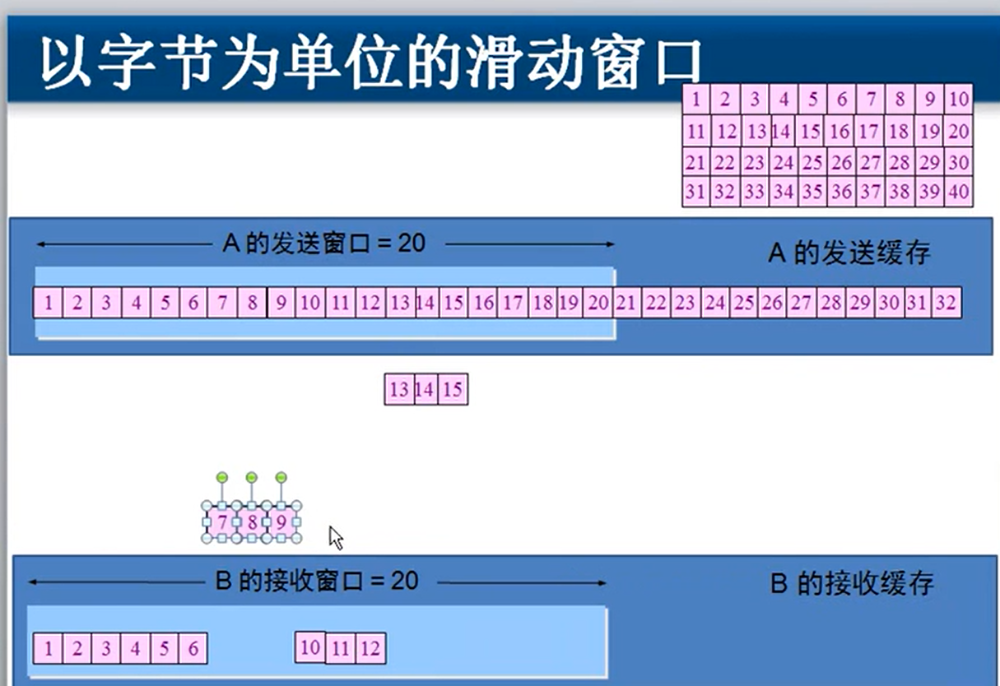 以字节为单位的滑动窗口
1 2 3 4 5 6 7 8 9 10
11 12 13 14 15 16 17 18 19 20
21 22 23 24 25 26 27 28 29 30
31 32 33 34 35 36 37 38 39 40
A 的发送窗口 = 20
A 的发送缓存
1 2 3 4 5 6 7 8 9 10 11 12 13 14 15 16 17 18 19 20 21 22 23 24 25 26 27 28 29 30 31 32
13 14 15
7 8 9
B 的接收窗口 = 20
B 的接收缓存
1 2 3 4 5 6 10 11 12